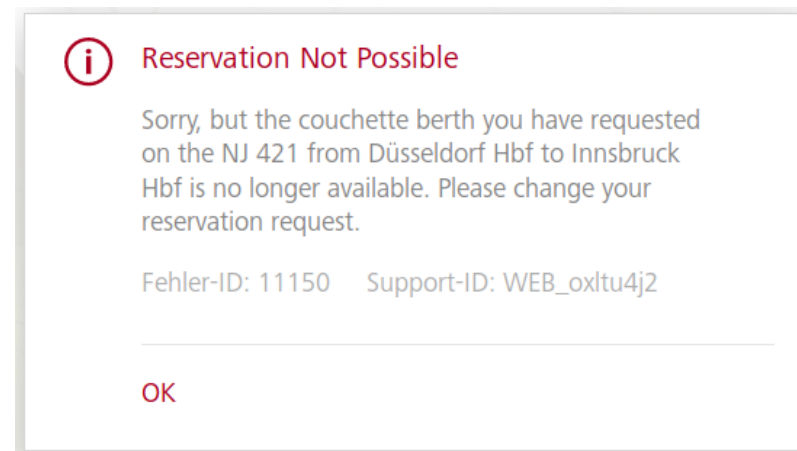 Reservation Not Possible
Sorry, but the couchette berth you have requested
on the NJ 421 from Düsseldorf Hbf to Innsbruck
Hbf is no longer available. Please change your
reservation request.
Fehler-ID: 11150 Support-ID: WEB_oxltu4j2
OK